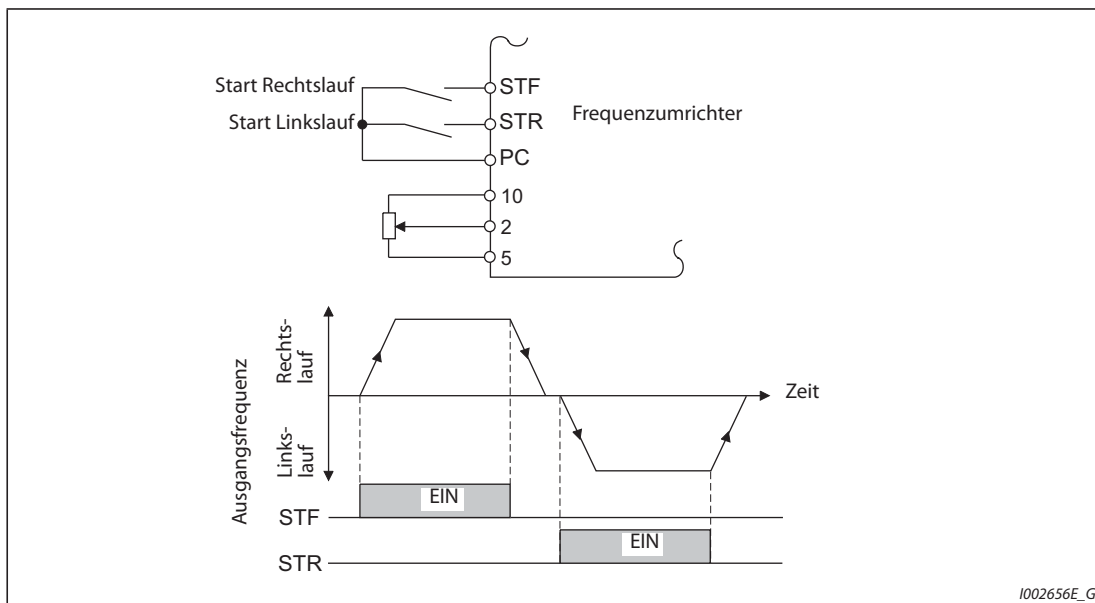 Start Rechtslauf
STF
Start Linkslauf
STR
Frequenzumrichter
PC
10
2
5
Ausgangsfrequenz
Rechts-
lauf
Links-
lauf
Zeit
EIN
STF
EIN
STR
I002656E_G